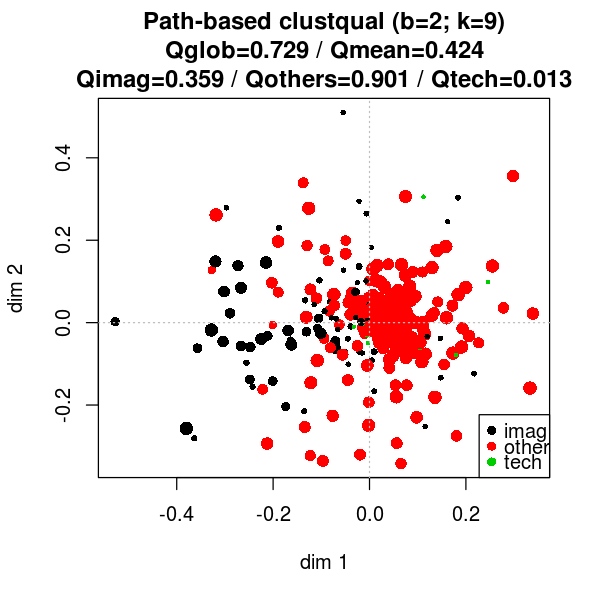 Path-based clustqual (b=2; k=9)
Qglob=0.729 / Qmean=0.424
Qimag=0.359 / Qothers=0.901 / Qtech=0.013
dim 2
0.4
0.2
0.0
-0.2
-0.4
-0.2
0.0
0.2
dim 1
imag
other
tech